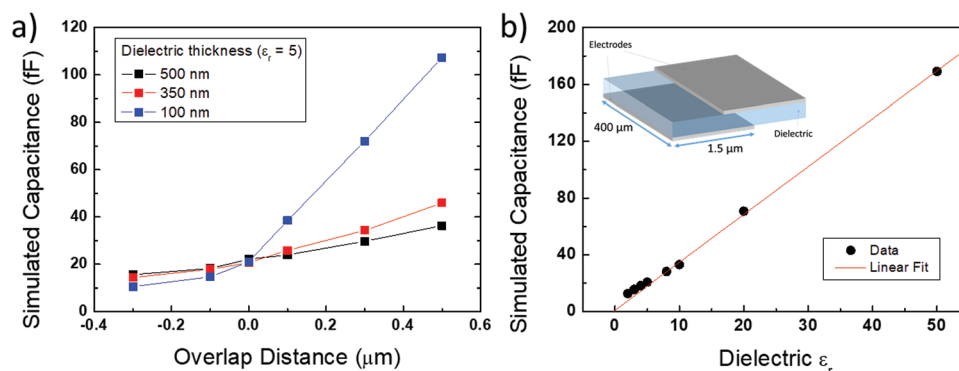 a)
Simulated Capacitance (fF)
120
100
80
60
40
20
0
Dielectric thickness (εr = 5)
500 nm
350 nm
100 nm
-0.4
-0.2
0.0
0.2
0.4
0.6
Overlap Distance (μm)
b)
Simulated Capacitance (fF)
200
160
120
80
40
0
Electrodes
400 μm
1.5 μm
Dielectric
Data
Linear Fit
0
10
20
30
40
50
Dielectric εr